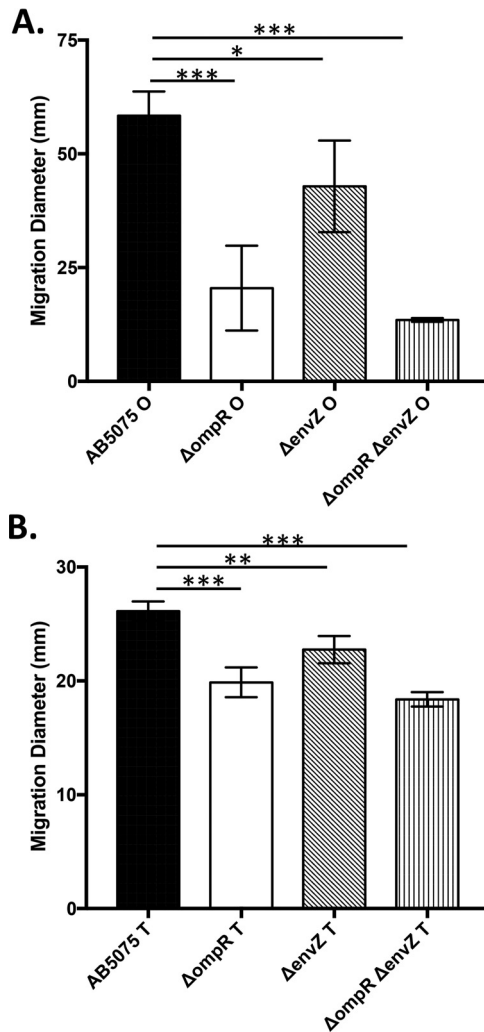 A.
Migration Diameter (mm)
75
50
25
0
***
*
***
AB5075 O
ΔompR O
ΔenvZ O
ΔompR ΔenvZ O
B.
Migration Diameter (mm)
30
20
10
0
***
**
***
AB5075 T
ΔompR T
ΔenvZ T
ΔompR ΔenvZ T